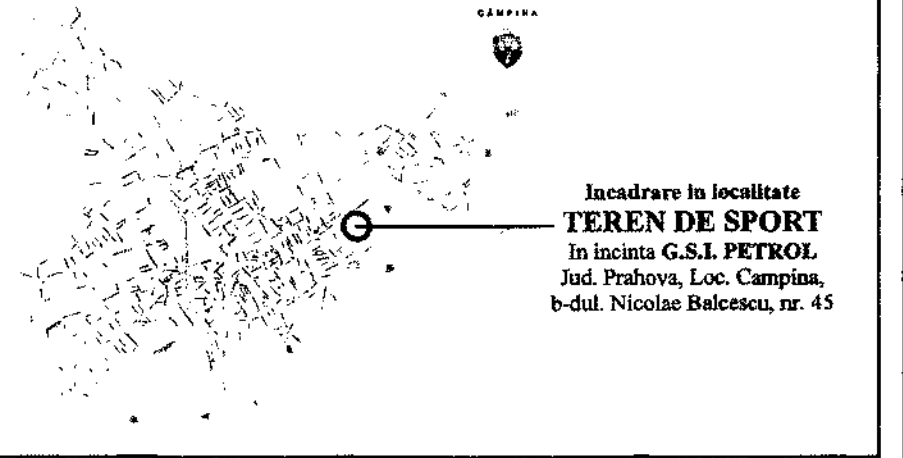 CÂMPINA
Incadrare in localitate
TEREN DE SPORT
In incinta G.S.I. PETROL
Jud. Prahova, Loc. Campina,
b-dul. Nicolae Balcescu, nr. 45